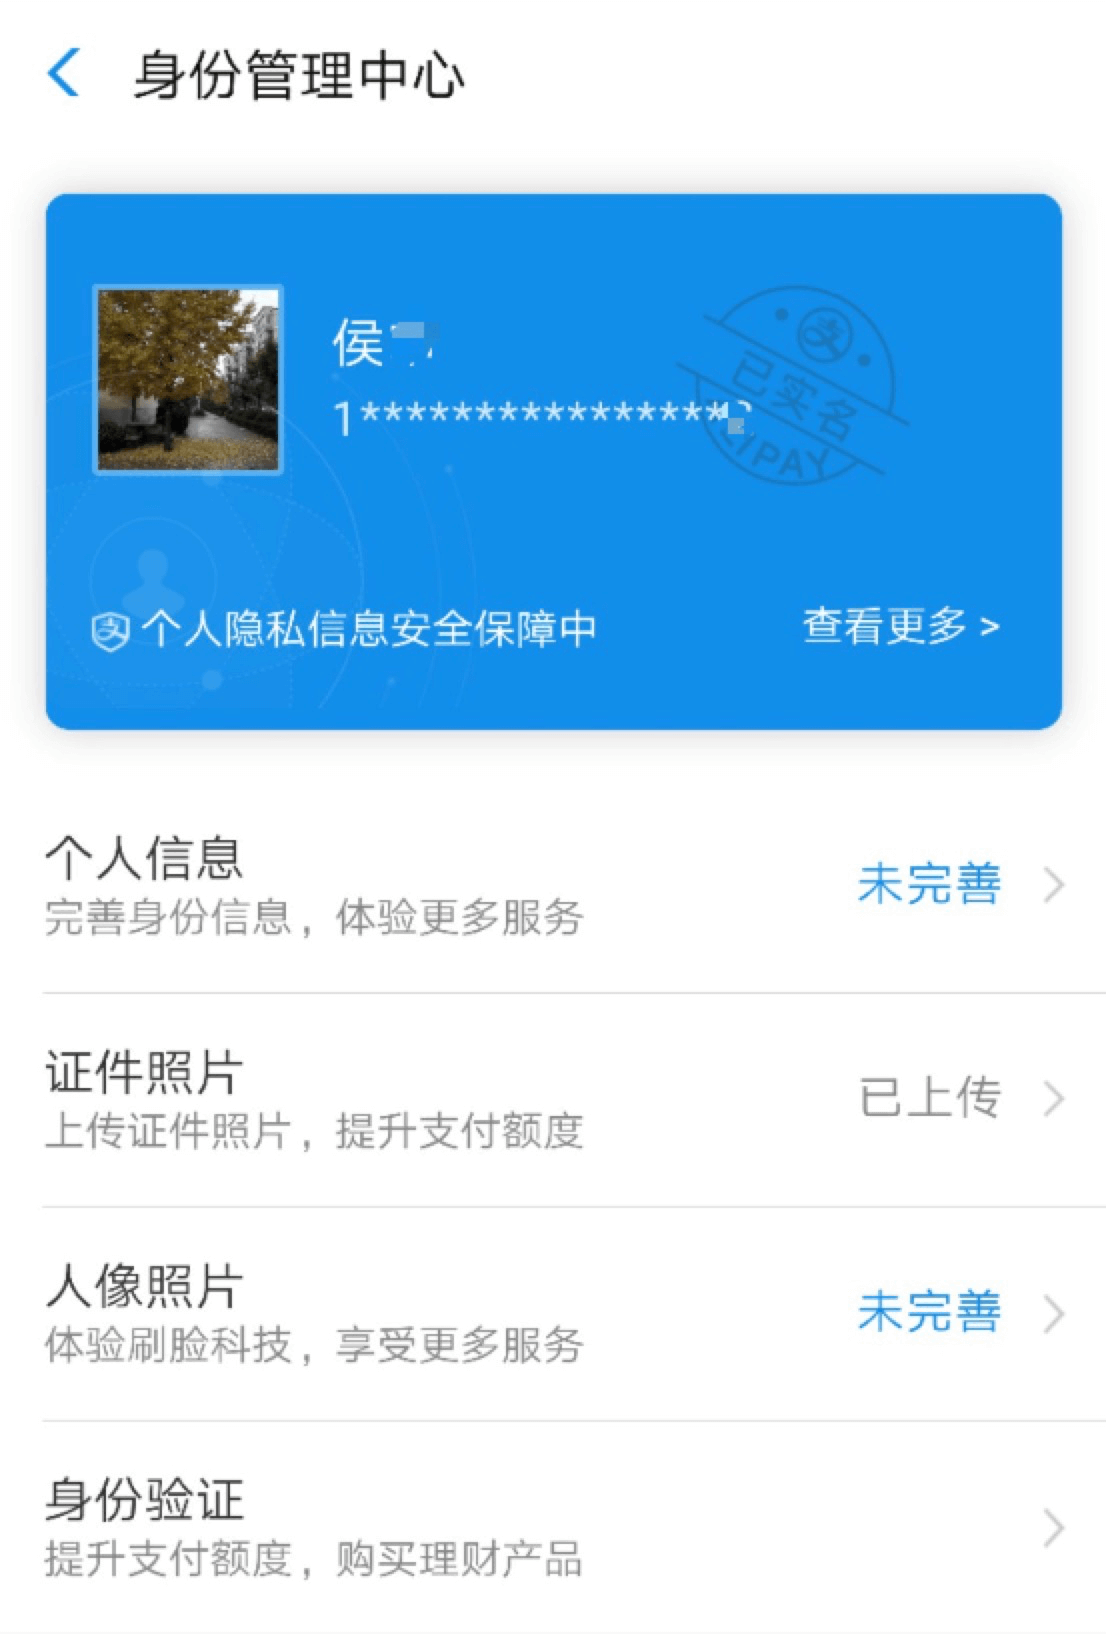 身份管理中心
侯
1*****************
已实名
LIPAY
个人隐私信息安全保障中
查看更多 >
个人信息
未完善
完善身份信息，体验更多服务
证件照片
已上传
上传证件照片，提升支付额度
人像照片
未完善
体验刷脸科技，享受更多服务
身份验证
提升支付额度，购买理财产品